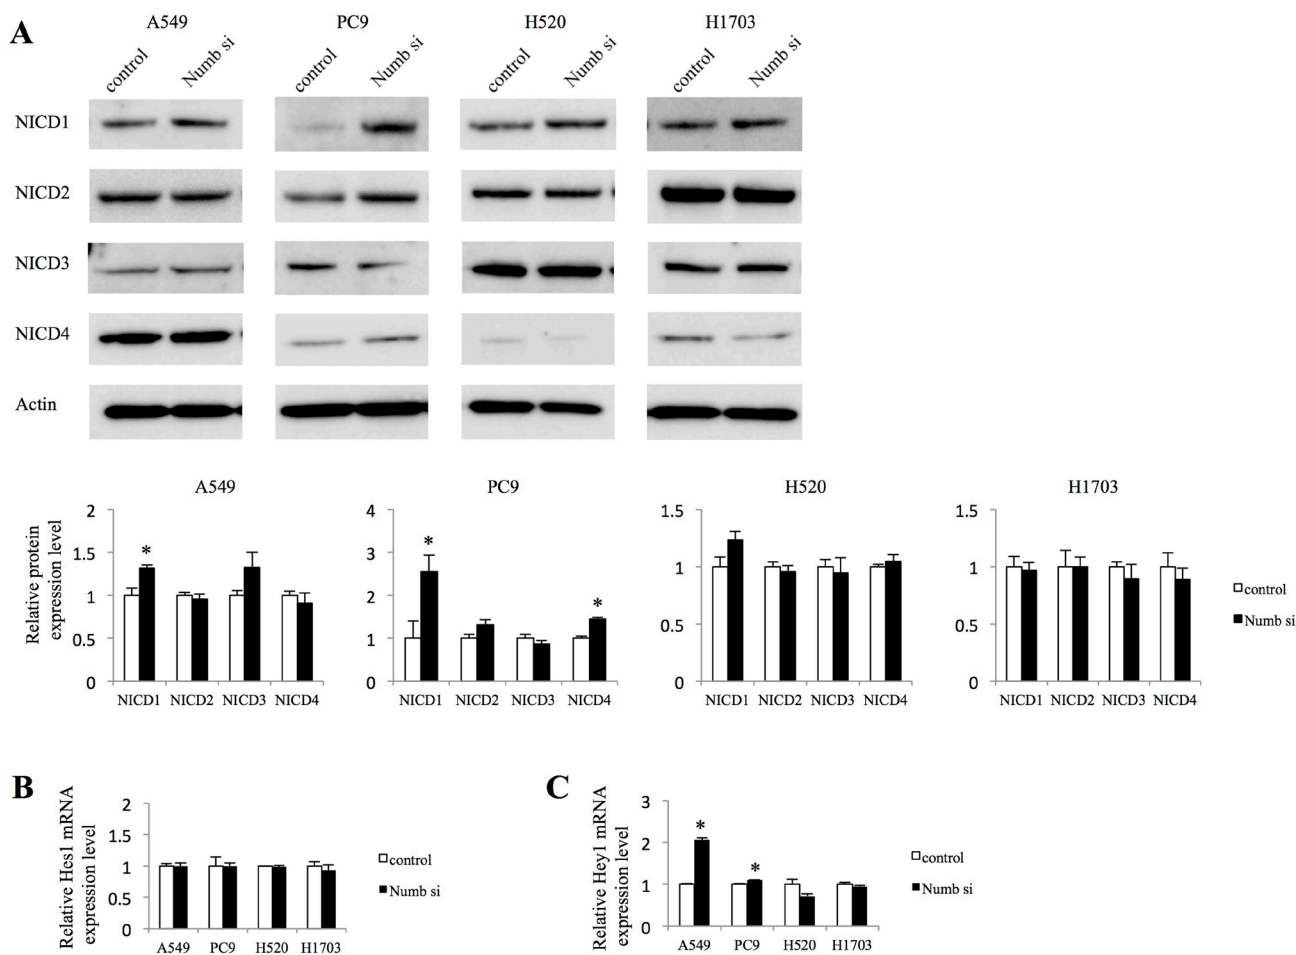 A
A549 PC9 H520 H1703
control Numb si control Numb si control Numb si control Numb si
NICD1
NICD2
NICD3
NICD4
Actin
A549 PC9 H520 H1703
Relative protein
expression level
2
1.5
1
0.5
0
NICD1 NICD2 NICD3 NICD4
*
4
3
2
1
0
NICD1 NICD2 NICD3 NICD4
*
*
1.5
1
0.5
0
NICD1 NICD2 NICD3 NICD4
1.5
1
0.5
0
NICD1 NICD2 NICD3 NICD4
control
Numb si
B
Relative Hes1 mRNA
expression level
2
1.5
1
0.5
0
A549 PC9 H520 H1703
control
Numb si
C
Relative Hey1 mRNA
expression level
3
2
1
0
*
*
A549 PC9 H520 H1703
control
Numb si